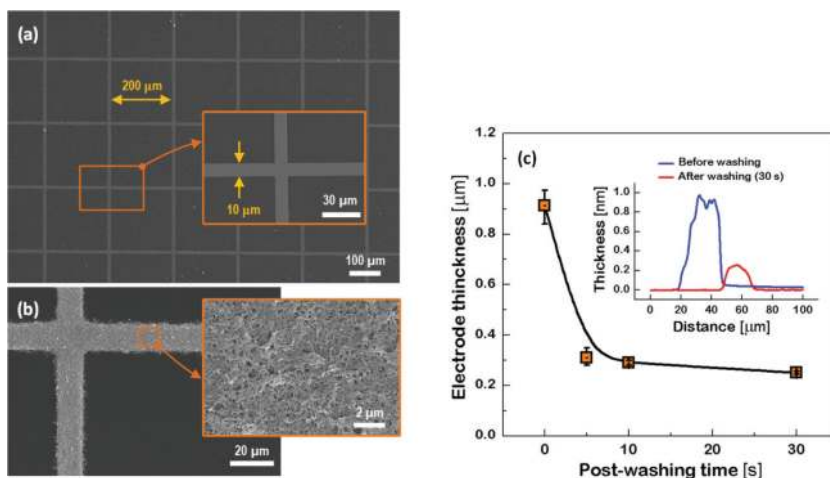 (a)
200 μm
10 μm
30 μm
100 μm
(b)
2 μm
20 μm
(c)
Electrode thinckness [μm]
1.2
1.0
0.8
0.6
0.4
0.2
0.0
0
5
10
20
30
Post-washing time [s]
Before washing
After washing (30 s)
Thickness [nm]
1.0
0.8
0.6
0.4
0.2
0.0
0 20 40 60 80 100
Distance [μm]